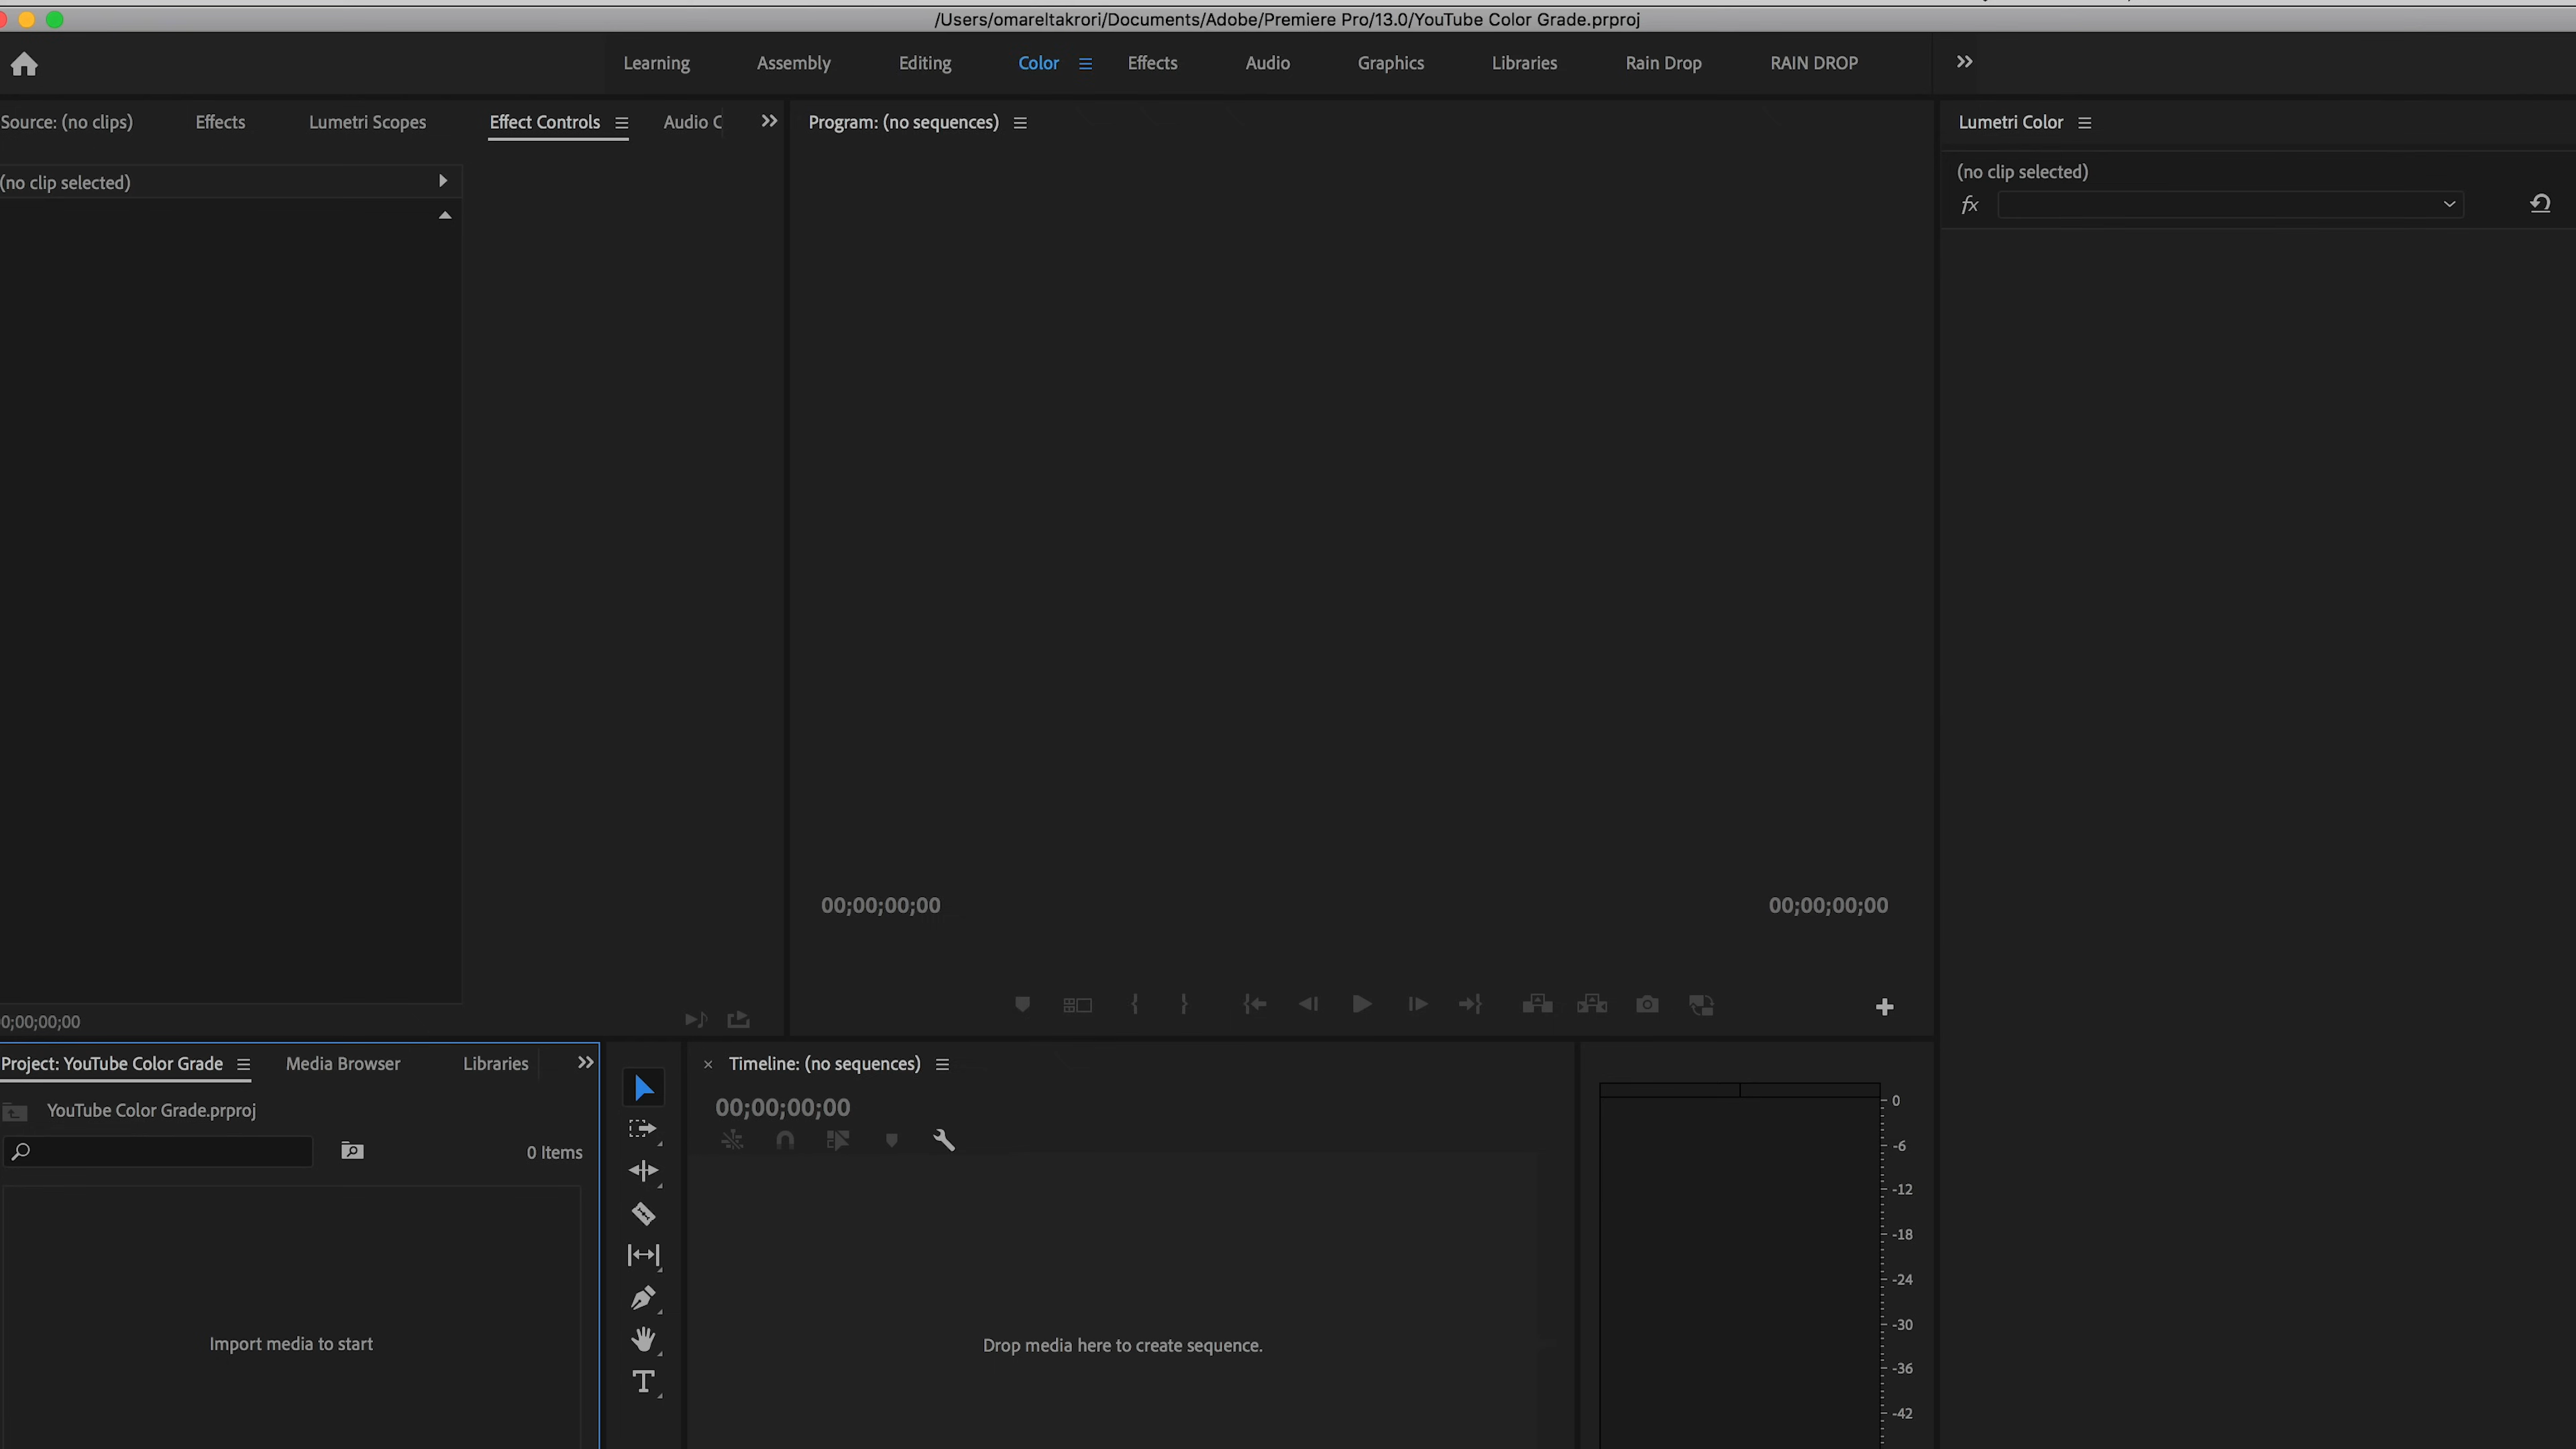 /Users/omareltakrori/Documents/Adobe/Premiere Pro/13.0/YouTube Color Grade.prproj
Learning Assembly Editing Color Effects Audio Graphics Libraries Rain Drop RAIN DROP
Source: (no clips) Effects Lumetri Scopes Effect Controls Audio C
Program: (no sequences)
Lumetri Color
(no clip selected)
(no clip selected)
fx
00;00;00;00
00;00;00;00
0;00;00;00
Project: YouTube Color Grade Media Browser Libraries
YouTube Color Grade.prproj
0 Items
Import media to start
Timeline: (no sequences)
00;00;00;00
Drop media here to create sequence.
0
-6
-12
-18
-24
-30
-36
-42